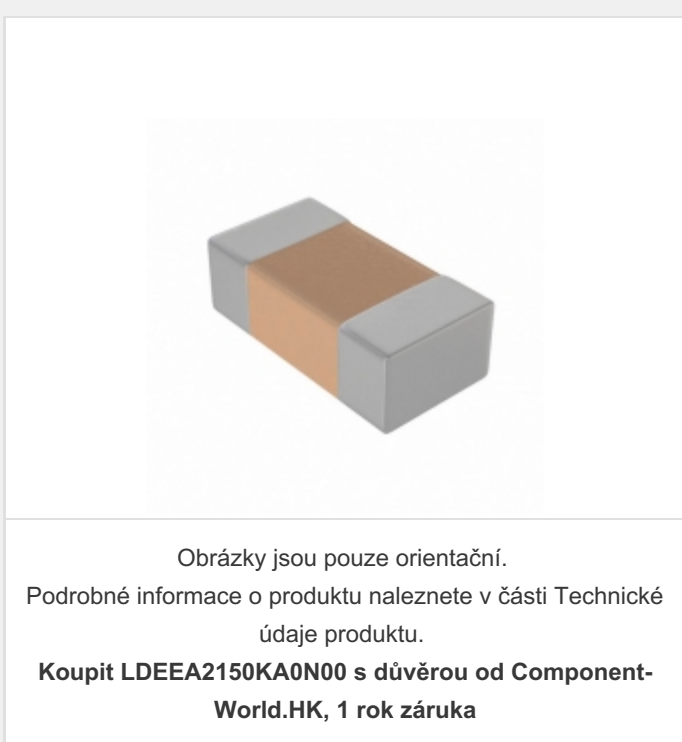 Obrázky jsou pouze orientační.
Podrobné informace o produktu naleznete v části Technické
údaje produktu.
Koupit LDEEA2150KA0N00 s důvěrou od Component-
World.HK, 1 rok záruka